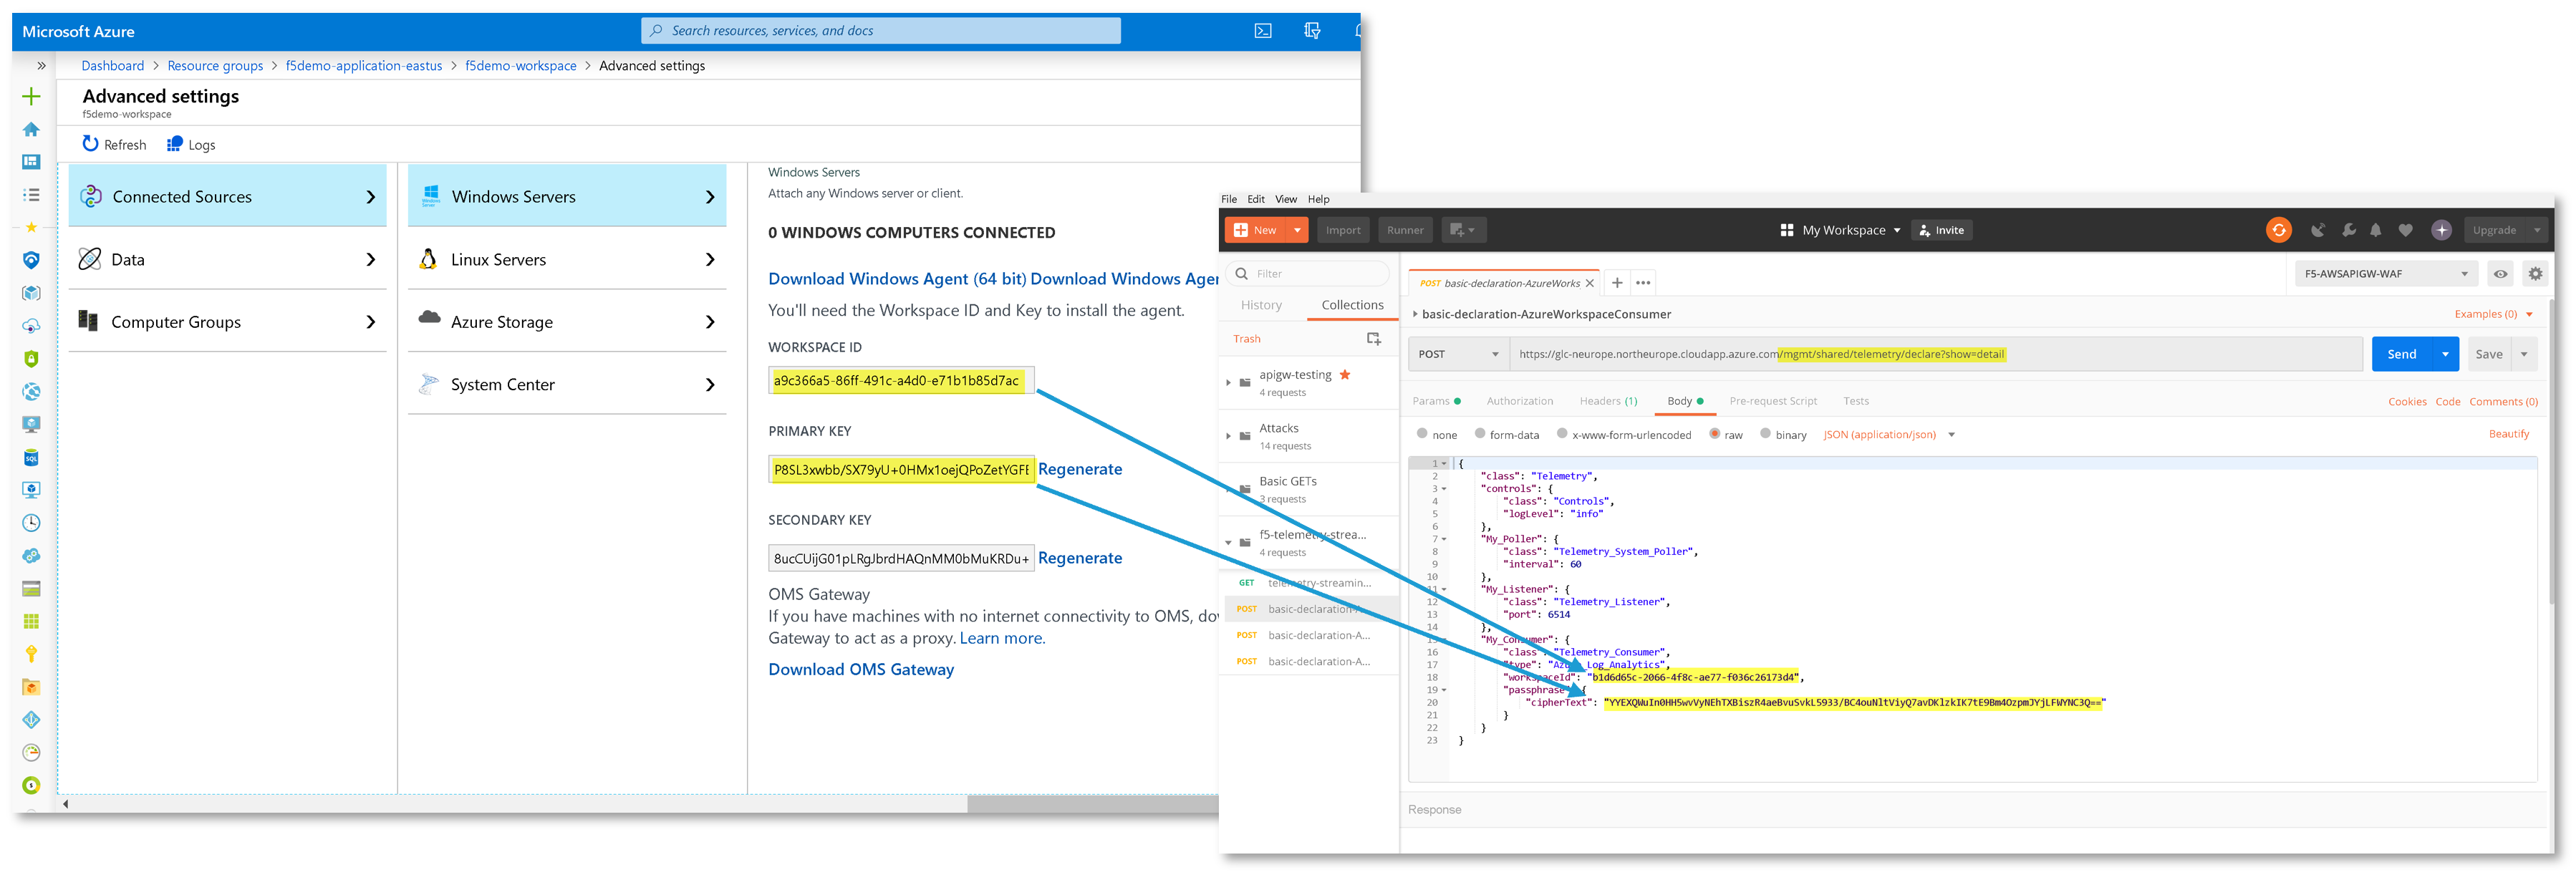 Microsoft Azure
Search resources, services, and docs
Dashboard > Resource groups > f5demo-application-eastus > f5demo-workspace > Advanced settings
Advanced settings
f5demo-workspace
Refresh Logs
Connected Sources
Data
Computer Groups
Windows Servers
Linux Servers
Azure Storage
System Center
Windows Servers
Attach any Windows server or client.
0 WINDOWS COMPUTERS CONNECTED
Download Windows Agent (64 bit) Download Windows Agen
You'll need the Workspace ID and Key to install the agent.
WORKSPACE ID
a9c366a5-86ff-491c-a4d0-e71b1b85d7ac
PRIMARY KEY
P8SL3xwbb/SX79yU+0HMx1oejQPoZetYGFE Regenerate
SECONDARY KEY
8ucCUijG01pLRgJbrdHAQnMM0bMuKRDu+ Regenerate
OMS Gateway
If you have machines with no internet connectivity to OMS, dow
Gateway to act as a proxy. Learn more.
Download OMS Gateway
File Edit View Help
New Import Runner My Workspace Invite Upgrade
Filter
History Collections
Trash
apigw-testing
4 requests
Attacks
14 requests
Basic GETs
3 requests
f5-telemetry-strea...
4 requests
GET telemetry-streamin...
POST basic-declaration-A...
POST basic-declaration-A...
POST basic-declaration-A...
F5-AWSAPIGW-WAF
POST basic-declaration-AzureWorks
basic-declaration-AzureWorkspaceConsumer
Examples (0)
POST https://glc-neurope.northeurope.cloudapp.azure.com/mgmt/shared/telemetry/declare?show=detail Send Save
Params Authorization Headers (1) Body Pre-request Script Tests Cookies Code Comments (0)
none form-data x-www-form-urlencoded raw binary JSON (application/json) Beautify
1 {
2 "class": "Telemetry",
3 "controls": {
4 "class": "Controls",
5 "logLevel": "info"
6 },
7 "My_Poller": {
8 "class": "Telemetry_System_Poller",
9 "interval": 60
10 },
11 "My_Listener": {
12 "class": "Telemetry_Listener",
13 "port": 6514
14 },
15 "My_Consumer": {
16 "class": "Telemetry_Consumer",
17 "type": "Azure_Log_Analytics",
18 "workspaceId": "b1d6d65c-2066-4f8c-ae77-f036c26173d4",
19 "passphrase": {
20 "cipherText": "YYEXQWuIn0HH5wvVyNEhTXBiszR4aeBvuSvkL5933/BC4ouNltViyQ7avDKlzkIK7tE9Bm4OzpmJYjLFWYNC3Q=="
21 }
22 }
23 }
Response